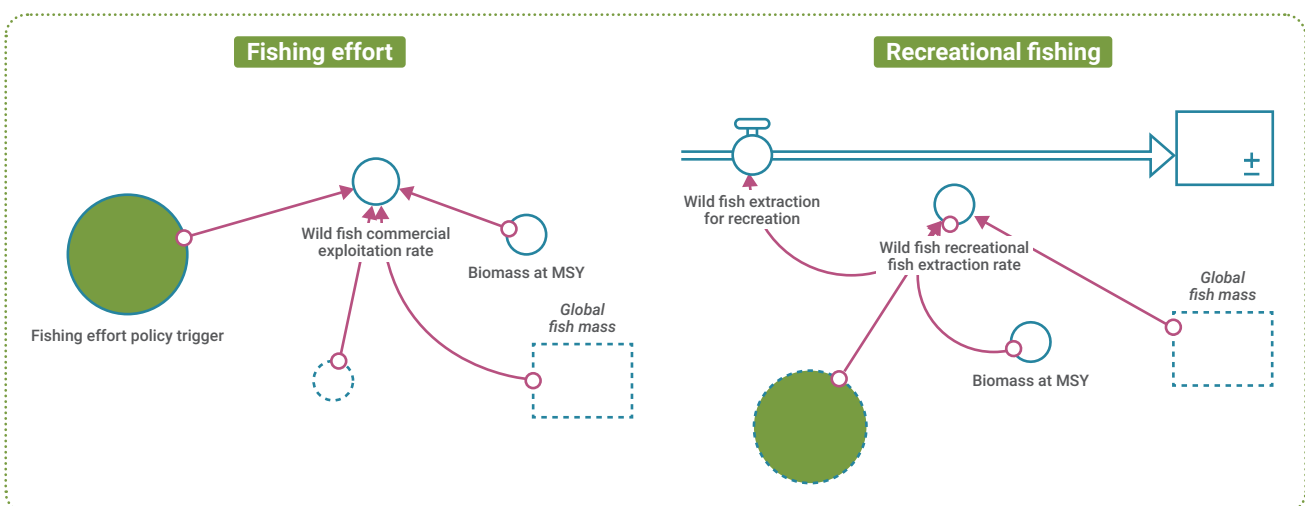 Fishing effort
Wild fish commercial
exploitation rate
Biomass at MSY
Global
fish mass
Fishing effort policy trigger
Recreational fishing
±
Wild fish extraction
for recreation
Wild fish recreational
fish extraction rate
Global
fish mass
Biomass at MSY